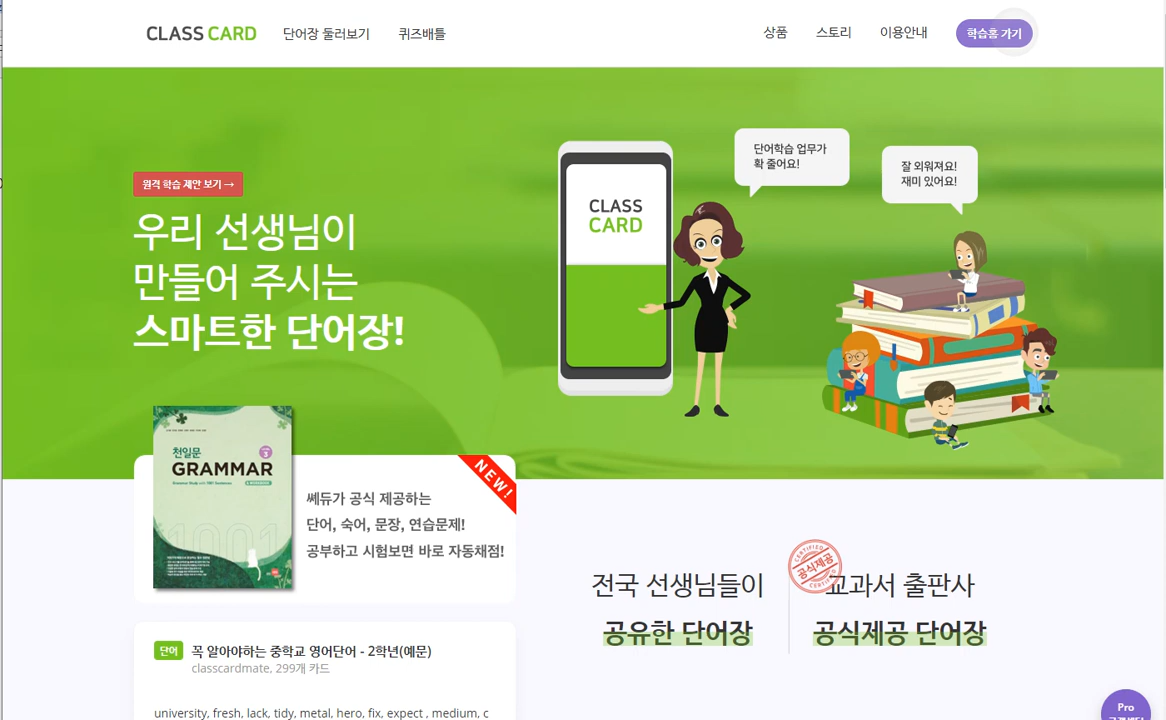 CLASS CARD
단어장 둘러보기
퀴즈배틀
상품
스토리
이용안내
학습홈 가기
원격 학습 제안 보기 →
우리 선생님이
만들어 주시는
스마트한 단어장!
CLASS
CARD
단어학습 업무가
확 줄어요!
잘 외워져요!
재미 있어요!
천일문
3
GRAMMAR
1001
NEW!
쎄듀가 공식 제공하는
단어, 숙어, 문장, 연습문제!
공부하고 시험보면 바로 자동채점!
전국 선생님들이
공유한 단어장
CERTIFIED
공식제공
CERTIFIED
교과서 출판사
공식제공 단어장
단어
꼭 알아야하는 중학교 영어단어 - 2학년(예문)
classcardmate, 299개 카드
university, fresh, lack, tidy, metal, hero, fix, expect , medium, c
Pro